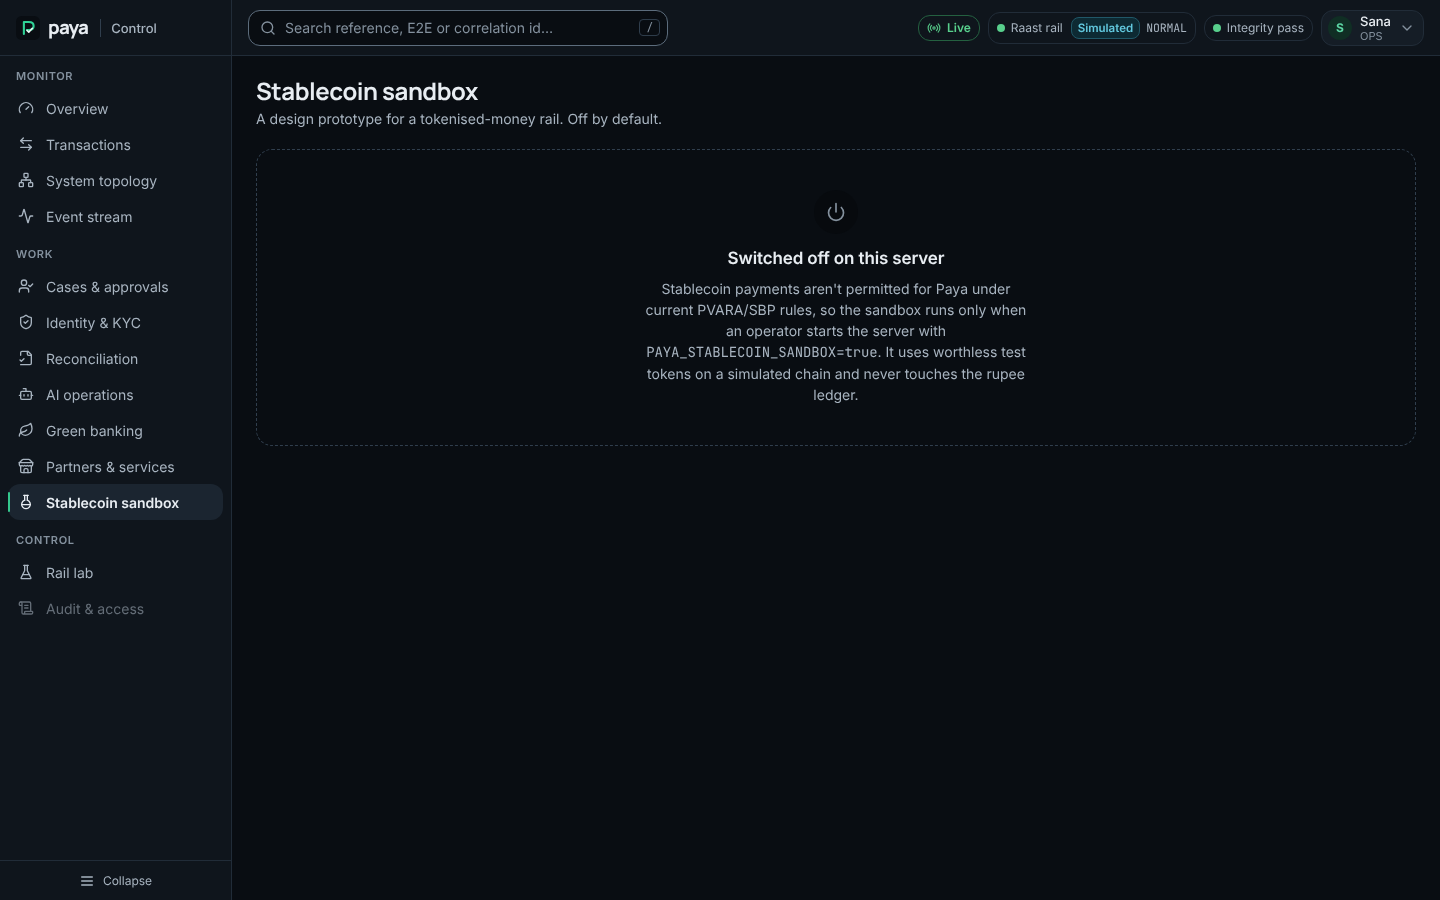 paya
Control
Search reference, E2E or correlation id...
/
Live
Raast rail
Simulated
NORMAL
Integrity pass
S
Sana
OPS
MONITOR
Overview
Transactions
System topology
Event stream
WORK
Cases & approvals
Identity & KYC
Reconciliation
AI operations
Green banking
Partners & services
Stablecoin sandbox
CONTROL
Rail lab
Audit & access
Collapse
Stablecoin sandbox
A design prototype for a tokenised-money rail. Off by default.
Switched off on this server
Stablecoin payments aren't permitted for Paya under
current PVARA/SBP rules, so the sandbox runs only when
an operator starts the server with
PAYA_STABLECOIN_SANDBOX=true. It uses worthless test
tokens on a simulated chain and never touches the rupee
ledger.